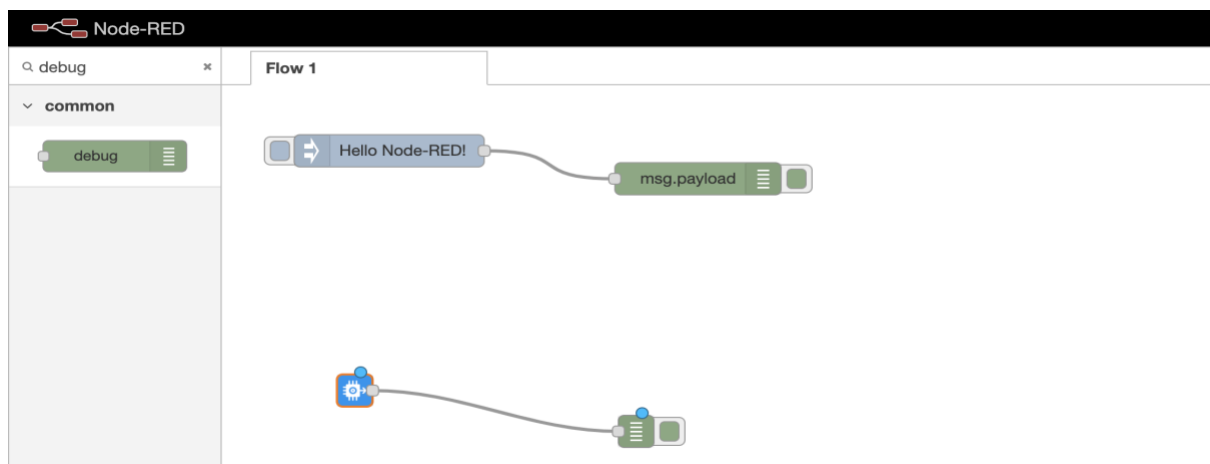 Node-RED
debug
Flow 1
common
debug
Hello Node-RED!
msg.payload